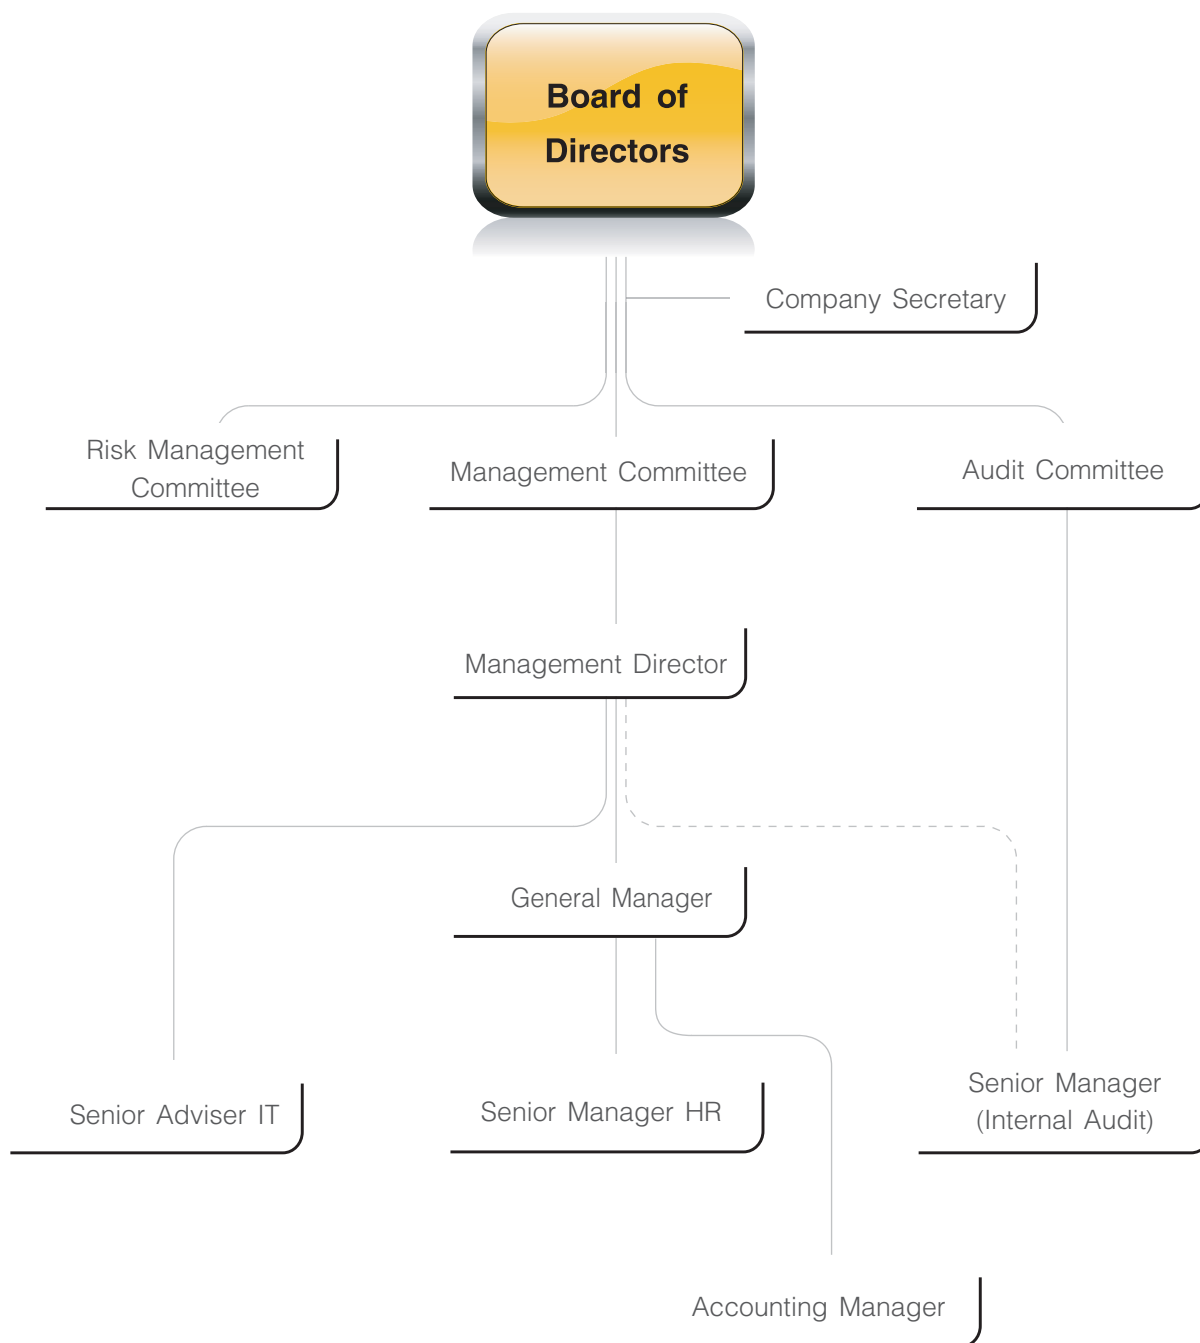 Board of
Directors
Company Secretary
Risk Management
Committee
Management Committee
Audit Committee
Management Director
General Manager
Senior Adviser IT
Senior Manager HR
Senior Manager
(Internal Audit)
Accounting Manager